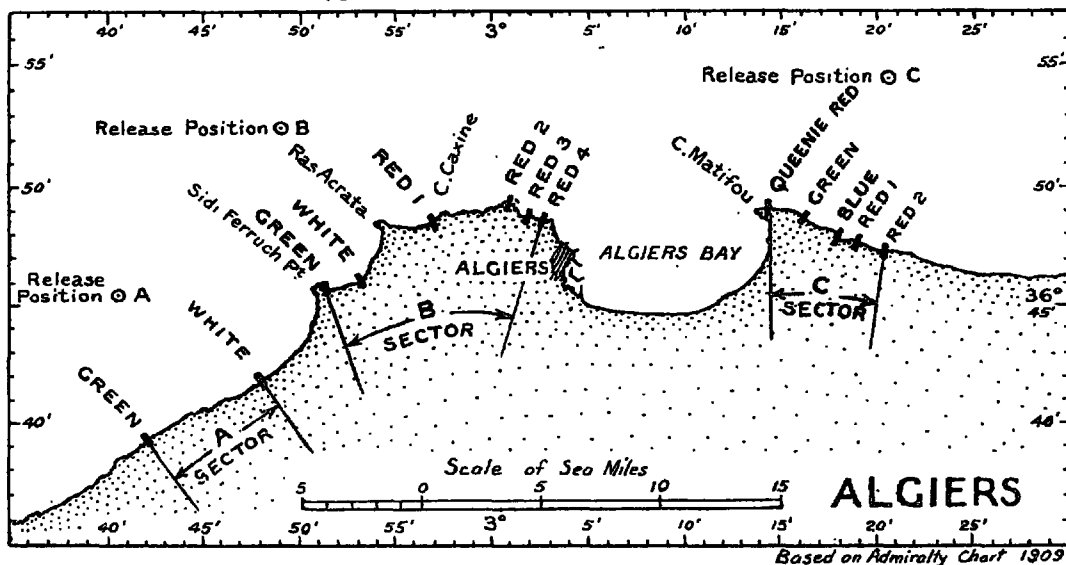 40' 45' 50' 55' 3° 5' 10' 15' 20' 25'
55' 55'
Release Position ⊙ C
Release Position ⊙ B
50' 50'
Ras Acrata
RED 1
C. Caxine
RED 2
RED 3
RED 4
C. Matifou
QUEENIE RED
GREEN
BLUE
RED 1
RED 2
Sidi Ferruch Pt.
GREEN
WHITE
ALGIERS
ALGIERS BAY
Release
Position ⊙ A
B
SECTOR
C
SECTOR
36°
45'
WHITE
GREEN
A
SECTOR
40' 40'
Scale of Sea Miles
5 0 5 10 15
ALGIERS
40' 45' 50' 55' 3° 5' 10' 15' 20' 25'
Based on Admiralty Chart 1909